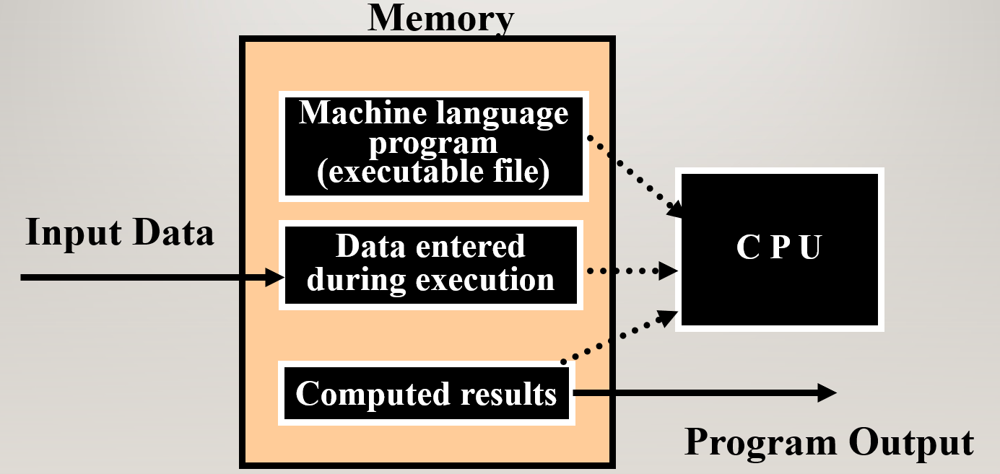 Memory
Machine language
program
(executable file)
Input Data
Data entered
during execution
C P U
Computed results
Program Output